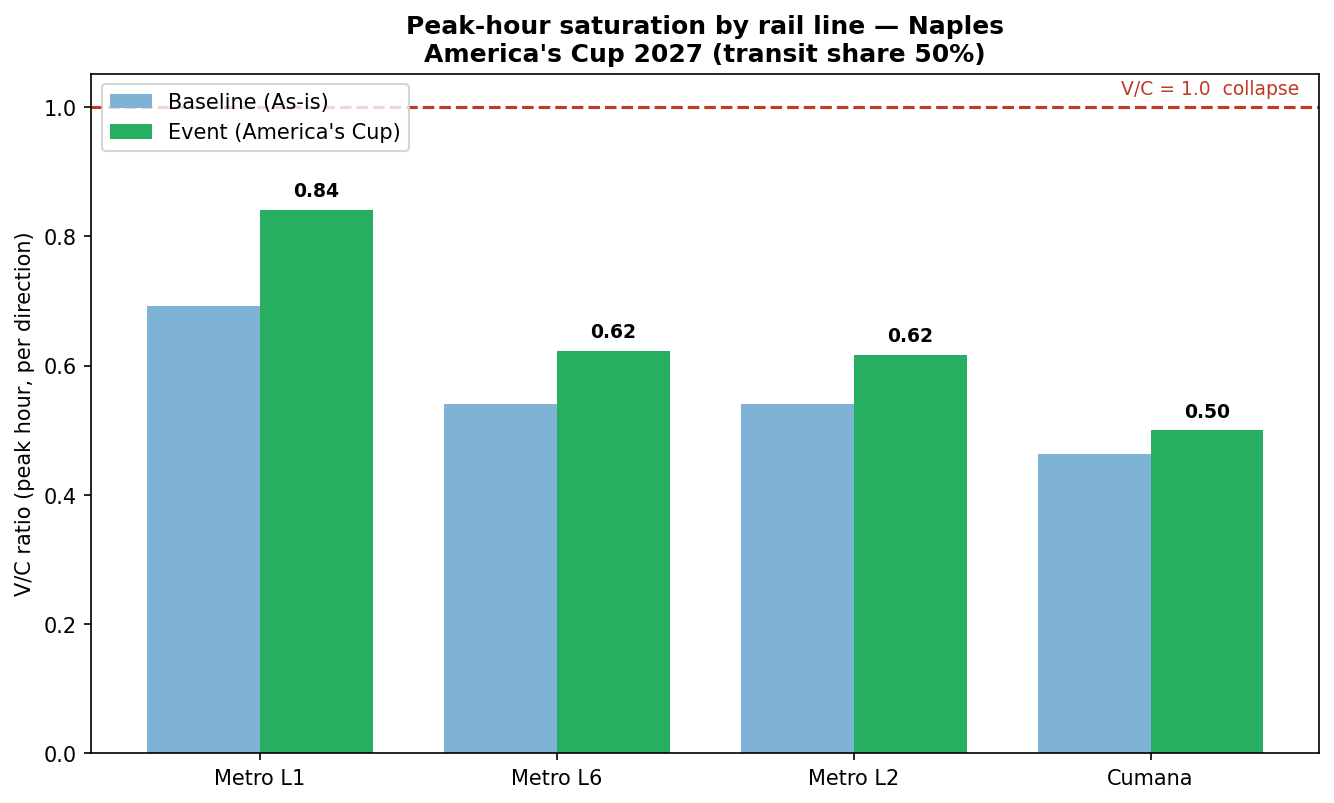 Peak-hour saturation by rail line — Naples
America's Cup 2027 (transit share 50%)
V/C ratio (peak hour, per direction)
1.0
0.8
0.6
0.4
0.2
0.0
Baseline (As-is)
Event (America's Cup)
V/C = 1.0 collapse
0.84
0.62
0.62
0.50
Metro L1
Metro L6
Metro L2
Cumana